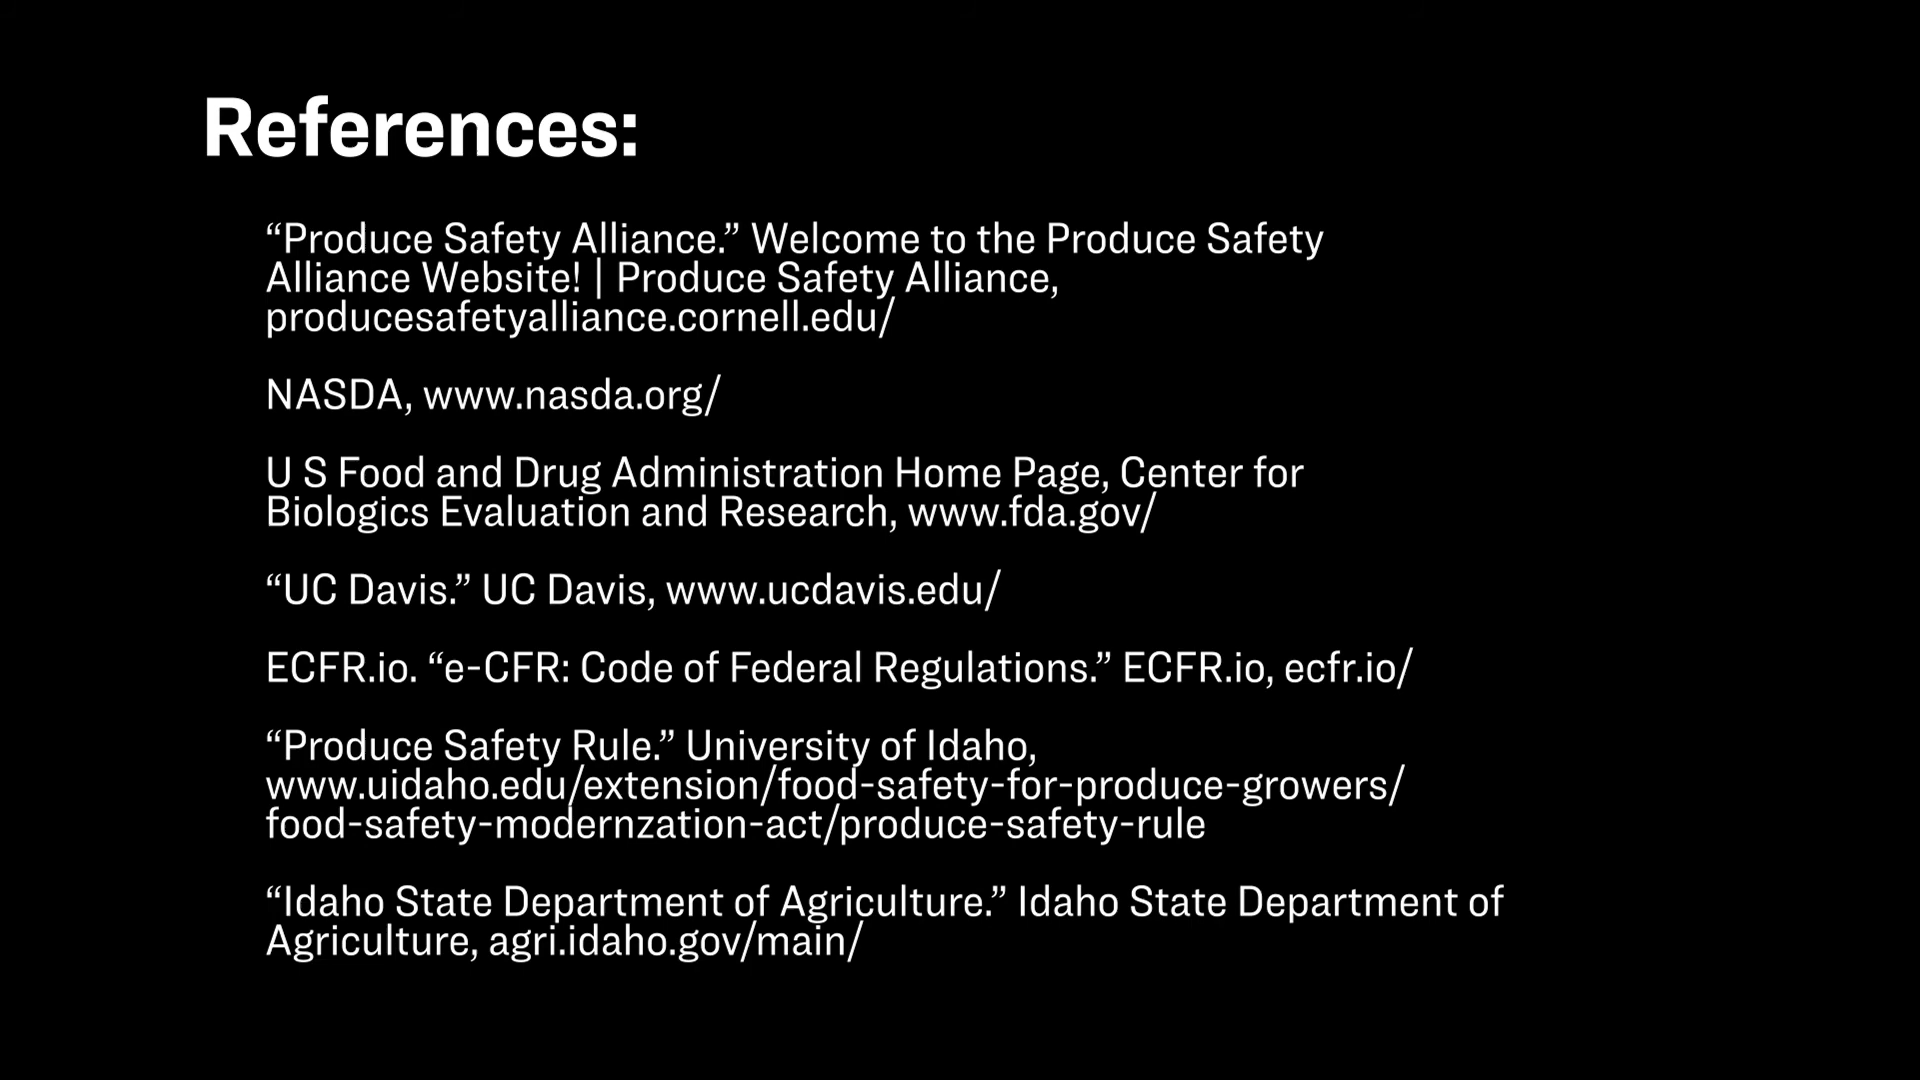 References:
“Produce Safety Alliance.” Welcome to the Produce Safety
Alliance Website! | Produce Safety Alliance,
producesafetyalliance.cornell.edu/
NASDA, www.nasda.org/
U S Food and Drug Administration Home Page, Center for
Biologics Evaluation and Research, www.fda.gov/
“UC Davis.” UC Davis, www.ucdavis.edu/
ECFR.io. “e-CFR: Code of Federal Regulations.” ECFR.io, ecfr.io/
“Produce Safety Rule.” University of Idaho,
www.uidaho.edu/extension/food-safety-for-produce-growers/
food-safety-modernzation-act/produce-safety-rule
“Idaho State Department of Agriculture.” Idaho State Department of
Agriculture, agri.idaho.gov/main/